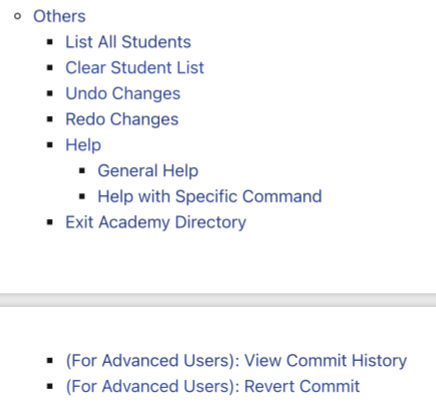 Others
List All Students
Clear Student List
Undo Changes
Redo Changes
Help
General Help
Help with Specific Command
Exit Academy Directory
(For Advanced Users): View Commit History
(For Advanced Users): Revert Commit